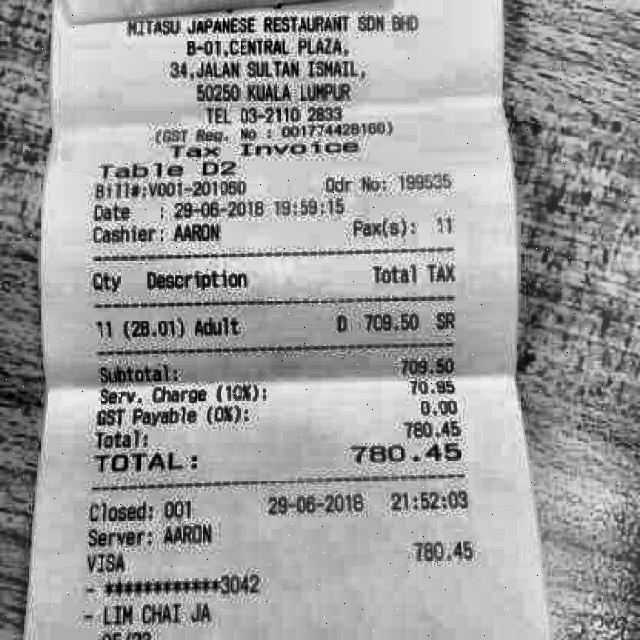 MITASU JAPANESE RESTAURANT SDN BHD
B-01,CENTRAL PLAZA,
34,JALAN SULTAN ISMAIL,
50250 KUALA LUMPUR
TEL 03-2110 2833
(GST Reg. No : 001774428160)
Tax Invoice
Table D2
Bill#:V001-201060 Odr No: 199535
Date : 29-06-2018 19:59:15
Cashier: AARON Pax(s): 11
Qty Description Total TAX
11 (28.01) Adult D 709.50 SR
Subtotal: 709.50
Serv. Charge (10%): 70.95
GST Payable (0%): 0.00
Total: 780.45
TOTAL: 780.45
Closed: 001 29-06-2018 21:52:03
Server: AARON
VISA 780.45
- ************3042
- LIM CHAI JA